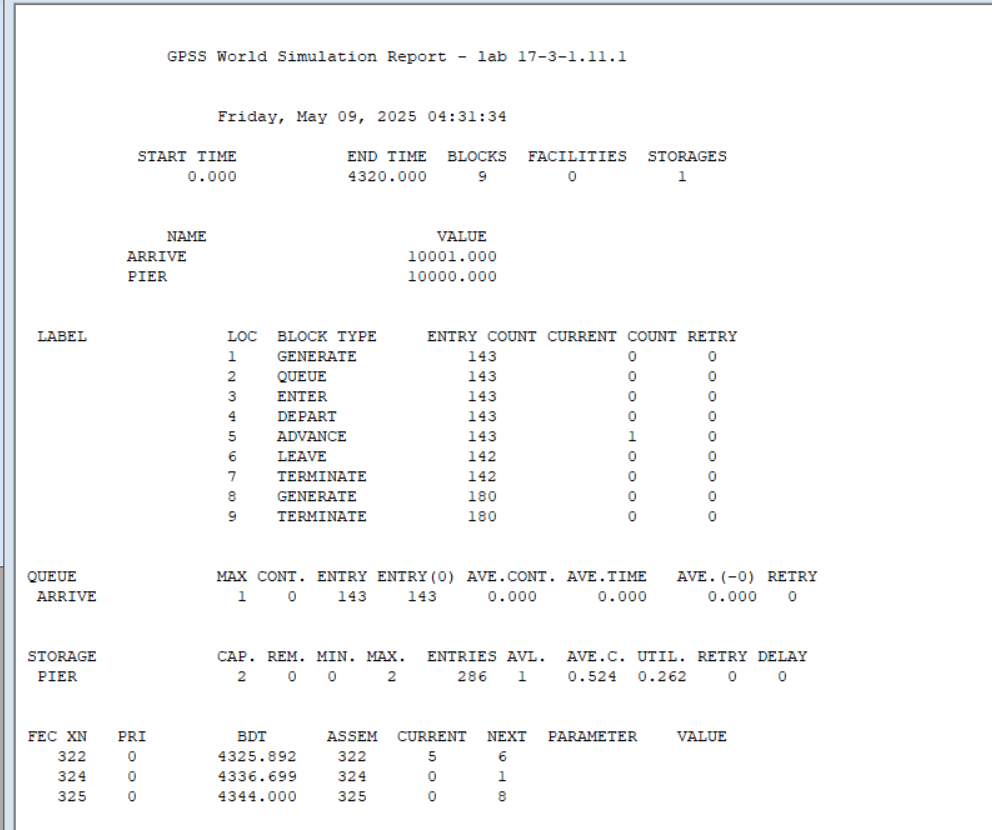 GPSS World Simulation Report - lab 17-3-1.11.1
Friday, May 09, 2025 04:31:34
START TIME END TIME BLOCKS FACILITIES STORAGES
0.000 4320.000 9 0 1
NAME VALUE
ARRIVE 10001.000
PIER 10000.000
LABEL LOC BLOCK TYPE ENTRY COUNT CURRENT COUNT RETRY
1 GENERATE 143 0 0
2 QUEUE 143 0 0
3 ENTER 143 0 0
4 DEPART 143 0 0
5 ADVANCE 143 1 0
6 LEAVE 142 0 0
7 TERMINATE 142 0 0
8 GENERATE 180 0 0
9 TERMINATE 180 0 0
QUEUE MAX CONT. ENTRY ENTRY(0) AVE.CONT. AVE.TIME AVE.(-0) RETRY
ARRIVE 1 0 143 143 0.000 0.000 0.000 0
STORAGE CAP. REM. MIN. MAX. ENTRIES AVL. AVE.C. UTIL. RETRY DELAY
PIER 2 0 0 2 286 1 0.524 0.262 0 0
FEC XN PRI BDT ASSEM CURRENT NEXT PARAMETER VALUE
322 0 4325.892 322 5 6
324 0 4336.699 324 0 1
325 0 4344.000 325 0 8